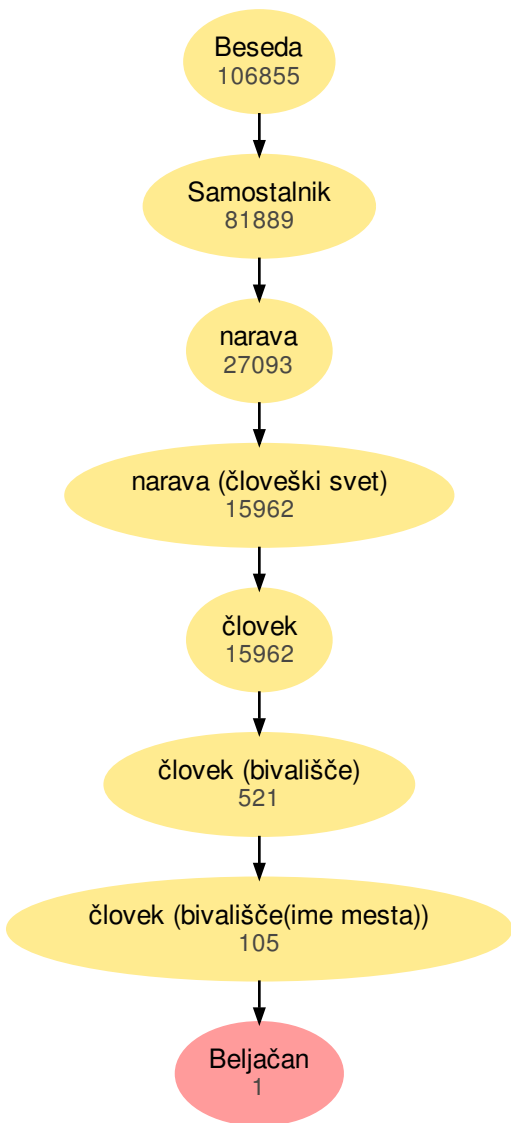 Beseda
106855
Samostalnik
81889
narava
27093
narava (človeški svet)
15962
človek
15962
človek (bivališče)
521
človek (bivališče(ime mesta))
105
Beljačan
1